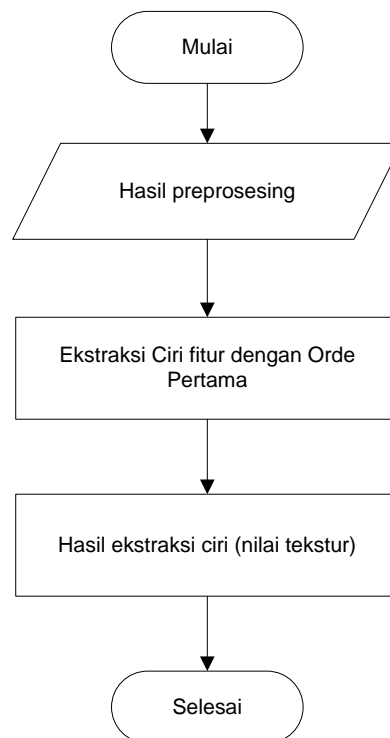 Mulai
Hasil preprosesing
Ekstraksi Ciri fitur dengan Orde
Pertama
Hasil ekstraksi ciri (nilai tekstur)
Selesai